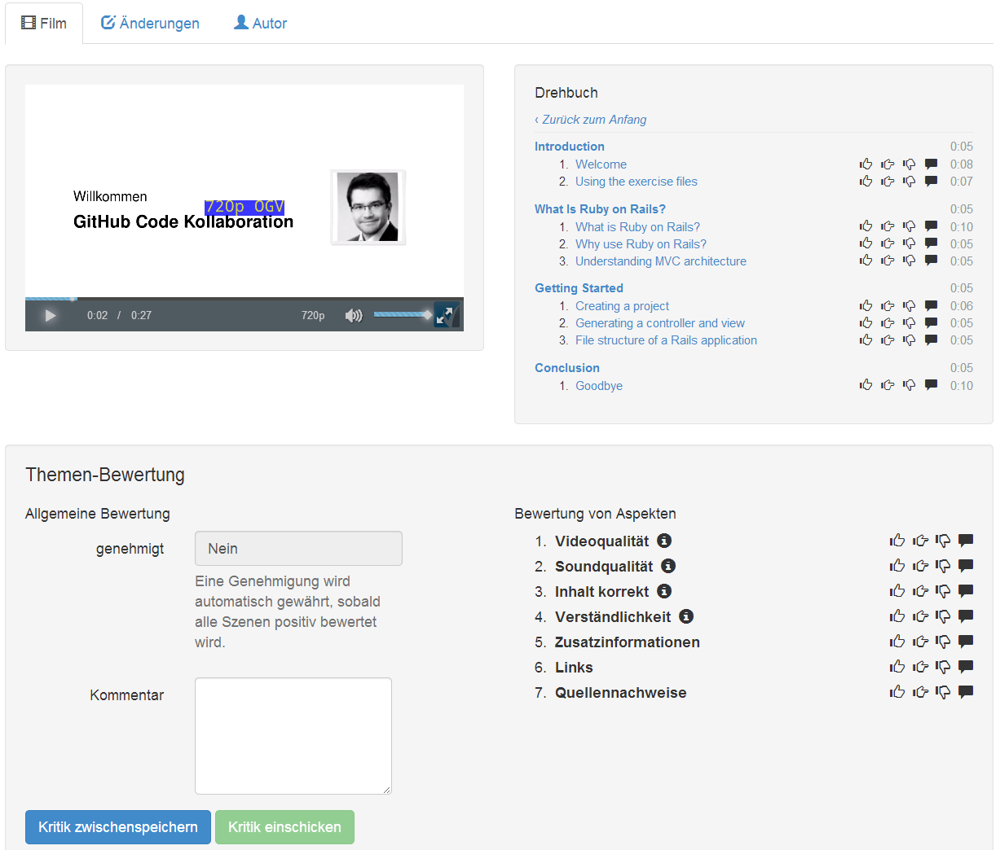 Film
Änderungen
Autor
Willkommen
720p OGV
GitHub Code Kollaboration
0:02 / 0:27
720p
Drehbuch
‹ Zurück zum Anfang
Introduction 0:05
1. Welcome 0:08
2. Using the exercise files 0:07
What Is Ruby on Rails? 0:05
1. What is Ruby on Rails? 0:10
2. Why use Ruby on Rails? 0:05
3. Understanding MVC architecture 0:05
Getting Started 0:05
1. Creating a project 0:06
2. Generating a controller and view 0:05
3. File structure of a Rails application 0:05
Conclusion 0:05
1. Goodbye 0:10
Themen-Bewertung
Allgemeine Bewertung
genehmigt
Nein
Eine Genehmigung wird
automatisch gewährt, sobald
alle Szenen positiv bewertet
wird.
Kommentar
Kritik zwischenspeichern
Kritik einschicken
Bewertung von Aspekten
1. Videoqualität
2. Soundqualität
3. Inhalt korrekt
4. Verständlichkeit
5. Zusatzinformationen
6. Links
7. Quellennachweise